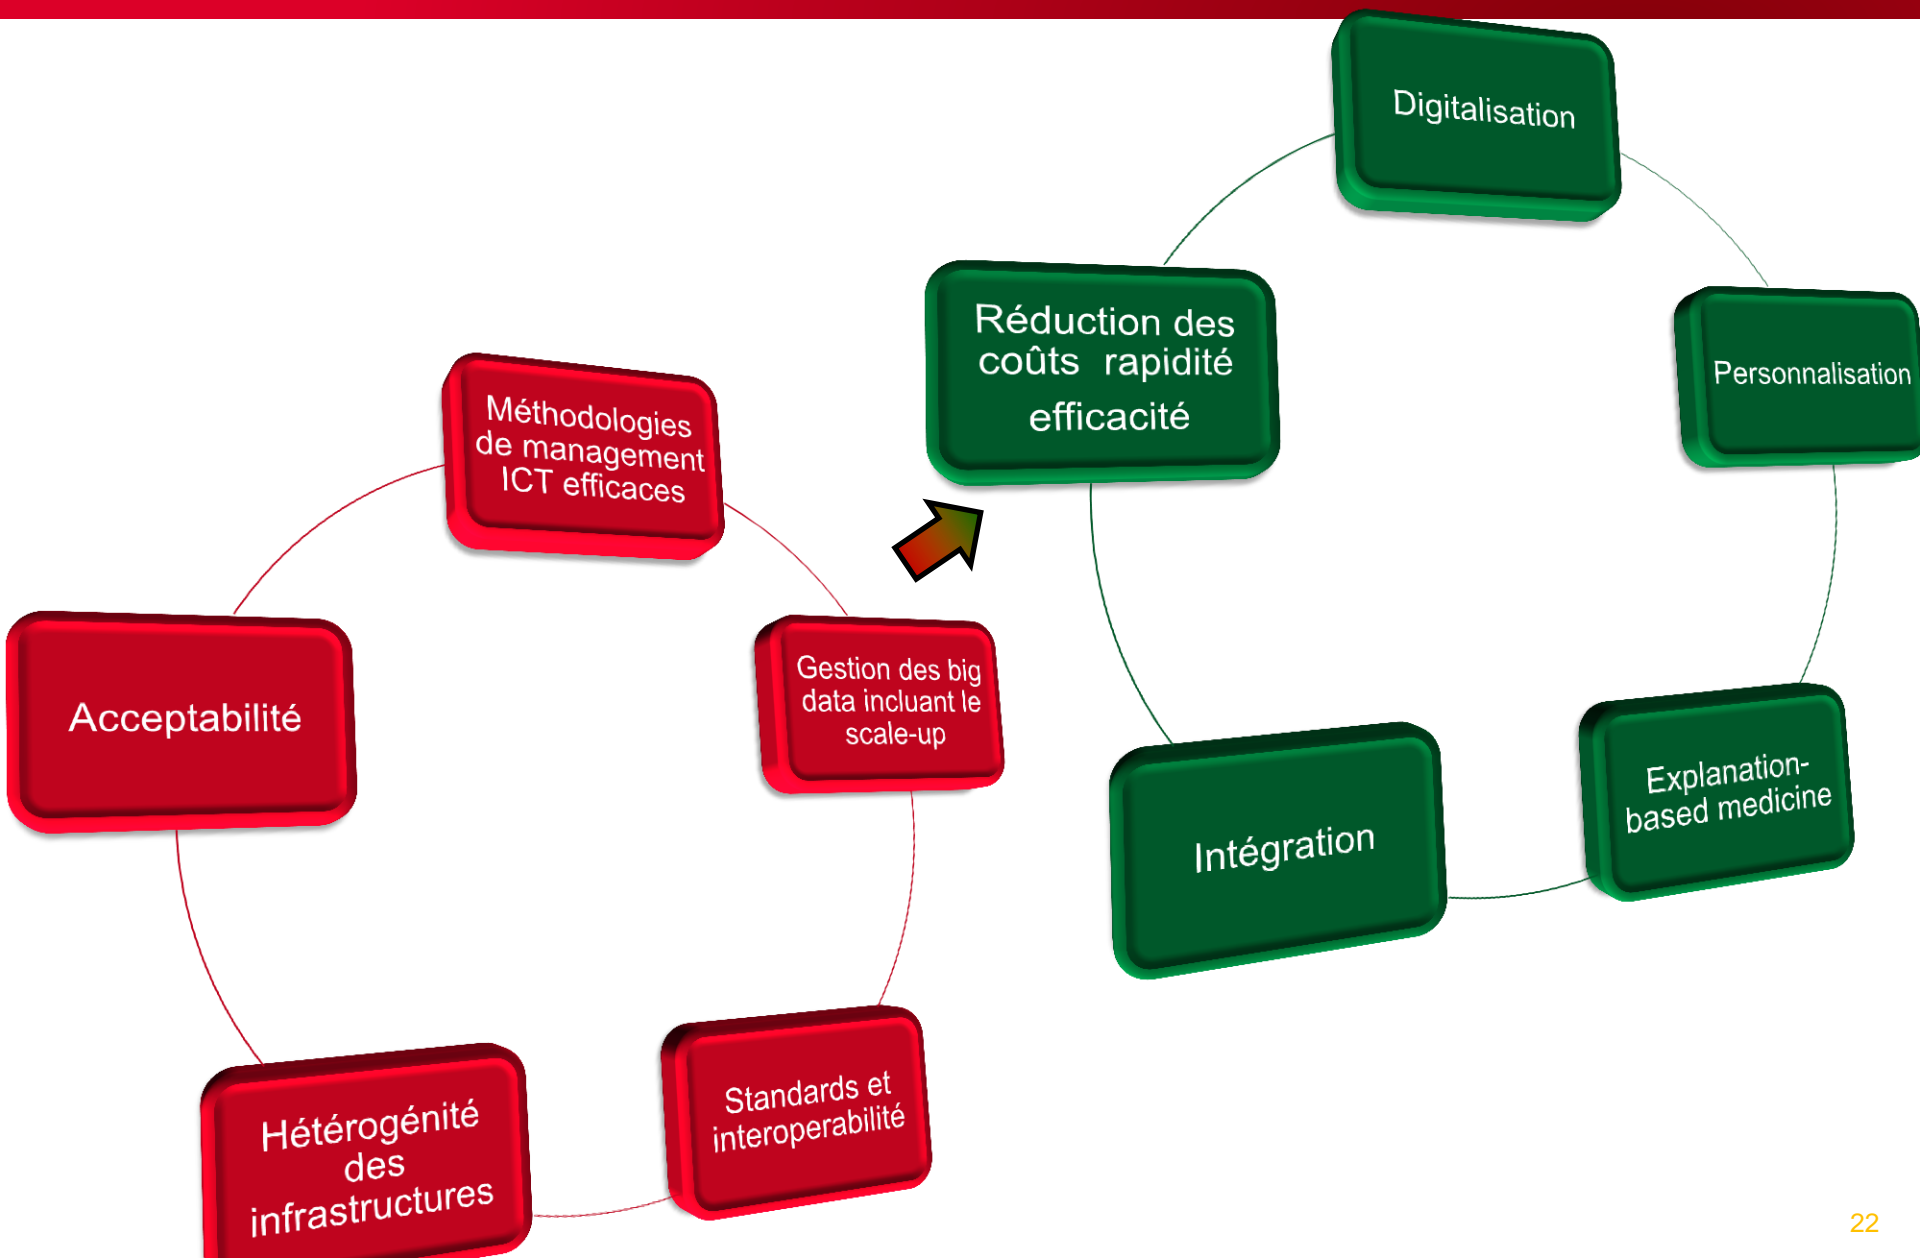 Digitalisation
Réduction des
coûts rapidité
efficacité
Personnalisation
Explanation-
based medicine
Intégration
Méthodologies
de management
ICT efficaces
Gestion des big
data incluant le
scale-up
Acceptabilité
Standards et
interoperabilité
Hétérogénité
des
infrastructures
22